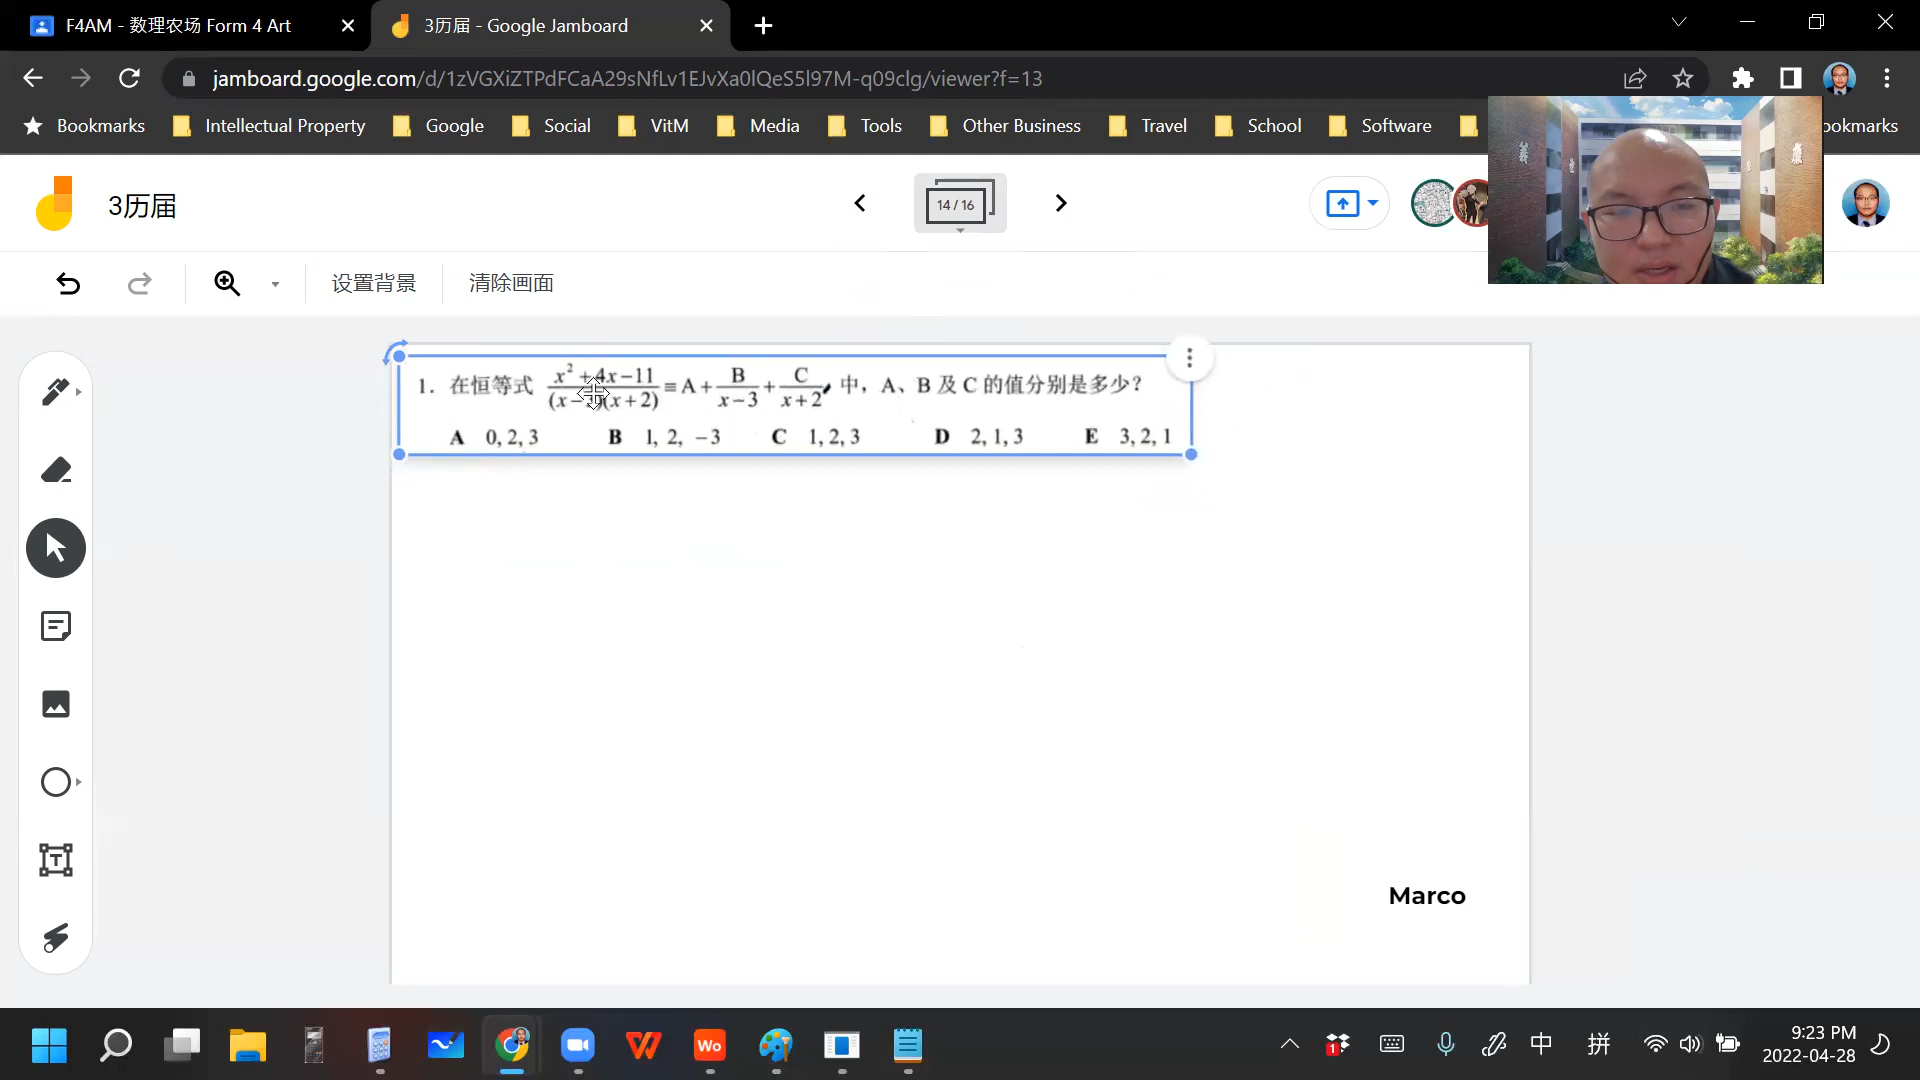 F4AM - 数理农场 Form 4 Art
3历届 - Google Jamboard
jamboard.google.com/d/1zVGXiZTPdFCaA29sNfLv1EJvXa0lQeS5l97M-q09clg/viewer?f=13
Bookmarks Intellectual Property Google Social VitM Media Tools Other Business Travel School Software ookmarks
3历届
14 / 16
设置背景 清除画面
1. 在恒等式 (x² + 4x − 11)/((x − )(x + 2)) ≡ A + B/(x − 3) + C/(x + 2) 中，A、B 及 C 的值分别是多少？
A 0, 2, 3 B 1, 2, −3 C 1, 2, 3 D 2, 1, 3 E 3, 2, 1
Marco
Wo
1
中
拼
9:23 PM
2022-04-28